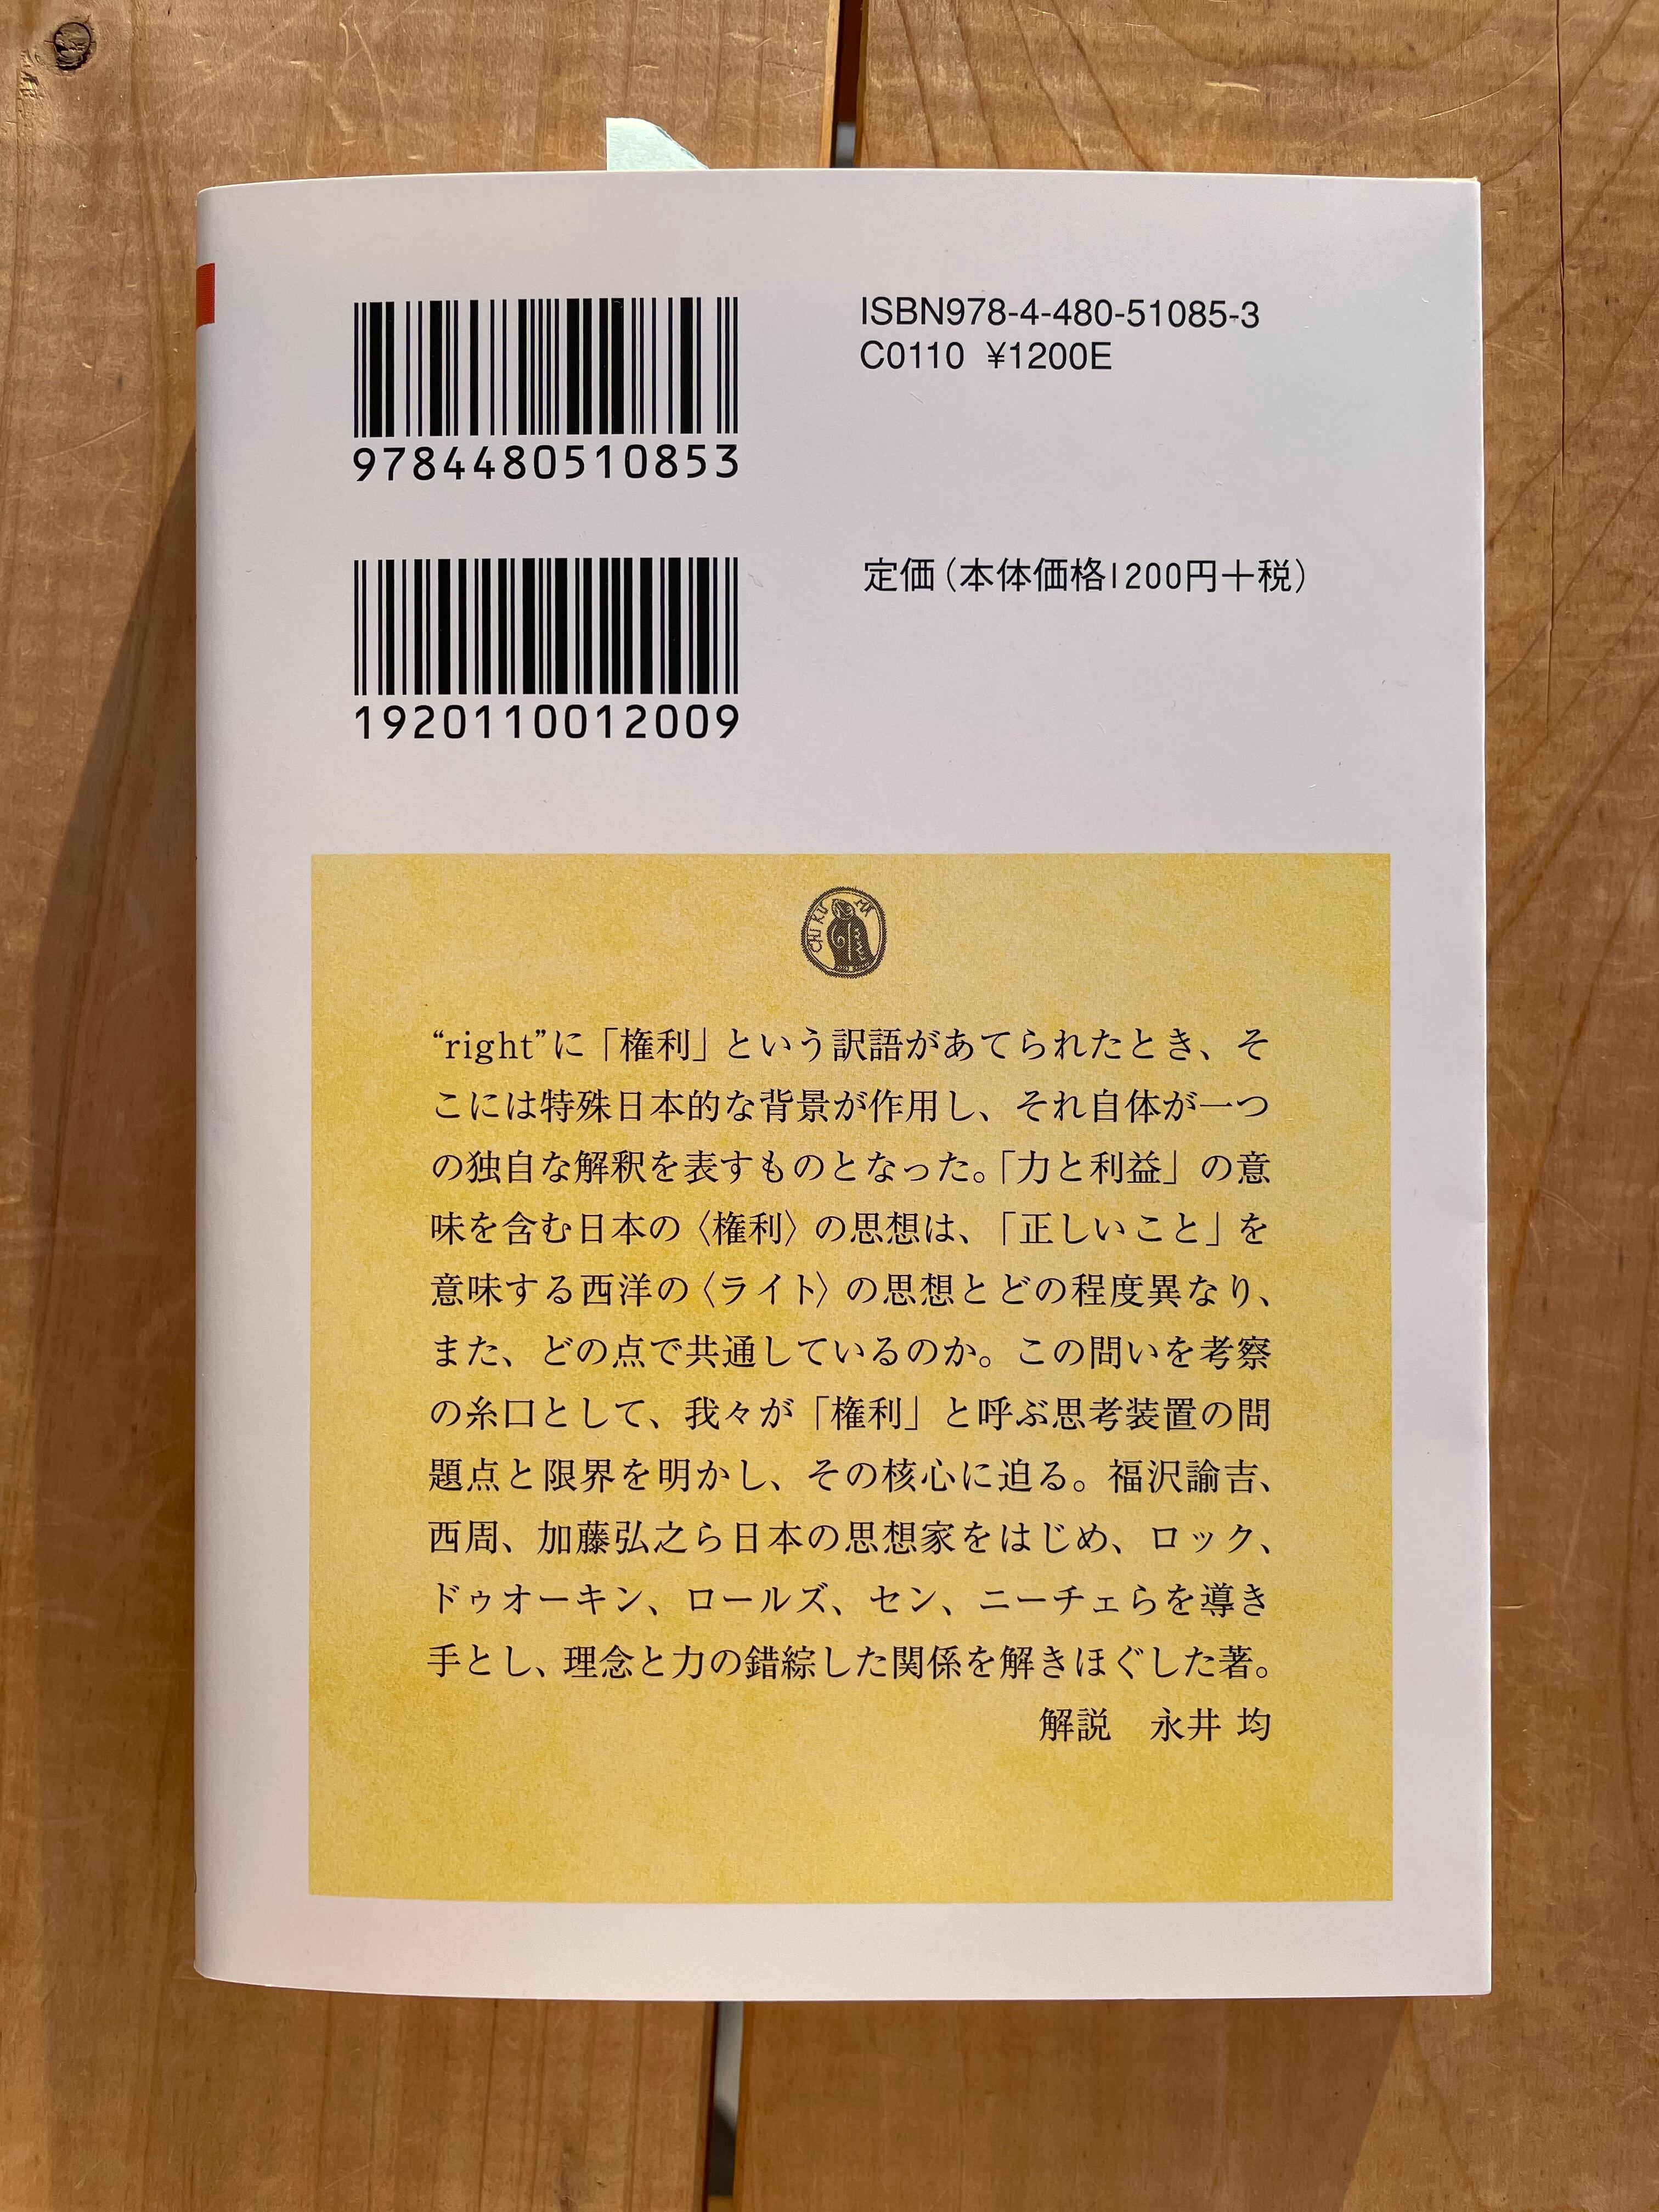 ISBN978-4-480-51085-3
C0110 ¥1200E
9784480510853
定価(本体価格1200円+税)
1920110012009
CHIKUMA
“right”に「権利」という訳語があてられたとき、そ
こには特殊日本的な背景が作用し、それ自体が一つ
の独自な解釈を表すものとなった。「力と利益」の意
味を含む日本の〈権利〉の思想は、「正しいこと」を
意味する西洋の〈ライト〉の思想とどの程度異なり、
また、どの点で共通しているのか。この問いを考察
の糸口として、我々が「権利」と呼ぶ思考装置の問
題点と限界を明かし、その核心に迫る。福沢諭吉、
西周、加藤弘之ら日本の思想家をはじめ、ロック、
ドゥオーキン、ロールズ、セン、ニーチェらを導き
手とし、理念と力の錯綜した関係を解きほぐした著。
解説　永井 均